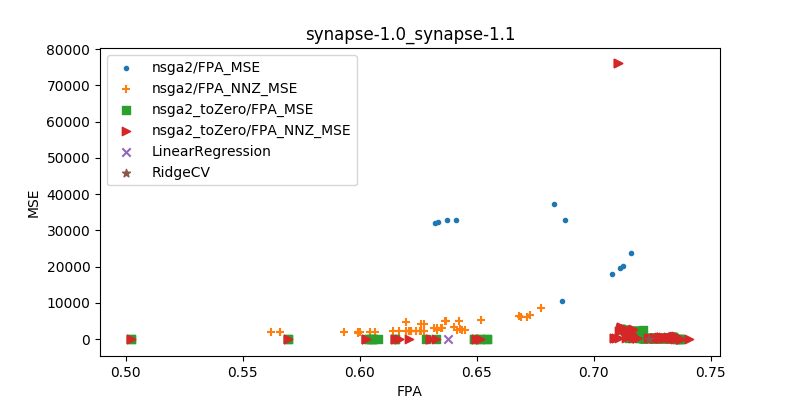 synapse-1.0_synapse-1.1
80000
70000
60000
50000
40000
30000
20000
10000
0
MSE
nsga2/FPA_MSE
nsga2/FPA_NNZ_MSE
nsga2_toZero/FPA_MSE
nsga2_toZero/FPA_NNZ_MSE
LinearRegression
RidgeCV
0.50 0.55 0.60 0.65 0.70 0.75
FPA